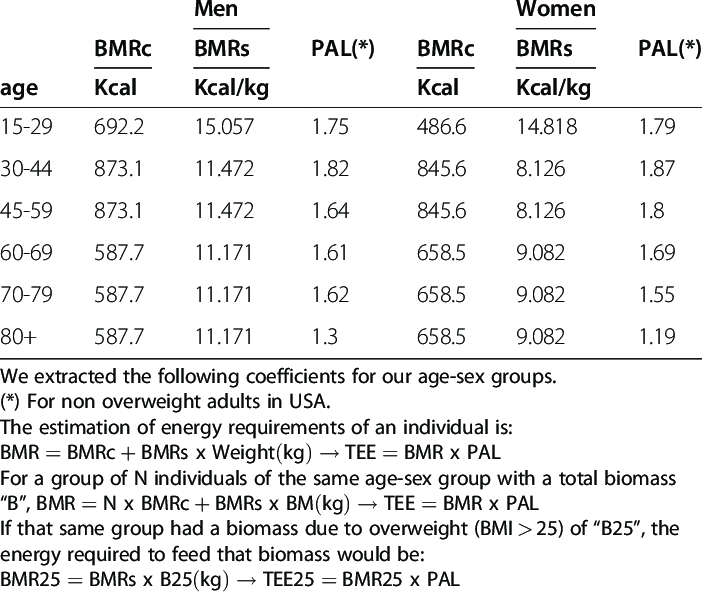 Men Women
BMRc BMRs PAL(*) BMRc BMRs PAL(*)
age Kcal Kcal/kg Kcal Kcal/kg
15-29 692.2 15.057 1.75 486.6 14.818 1.79
30-44 873.1 11.472 1.82 845.6 8.126 1.87
45-59 873.1 11.472 1.64 845.6 8.126 1.8
60-69 587.7 11.171 1.61 658.5 9.082 1.69
70-79 587.7 11.171 1.62 658.5 9.082 1.55
80+ 587.7 11.171 1.3 658.5 9.082 1.19
We extracted the following coefficients for our age-sex groups.
(*) For non overweight adults in USA.
The estimation of energy requirements of an individual is:
BMR = BMRc + BMRs x Weight(kg) → TEE = BMR x PAL
For a group of N individuals of the same age-sex group with a total biomass
“B”, BMR = N x BMRc + BMRs x BM(kg) → TEE = BMR x PAL
If that same group had a biomass due to overweight (BMI > 25) of “B25”, the
energy required to feed that biomass would be:
BMR25 = BMRs x B25(kg) → TEE25 = BMR25 x PAL